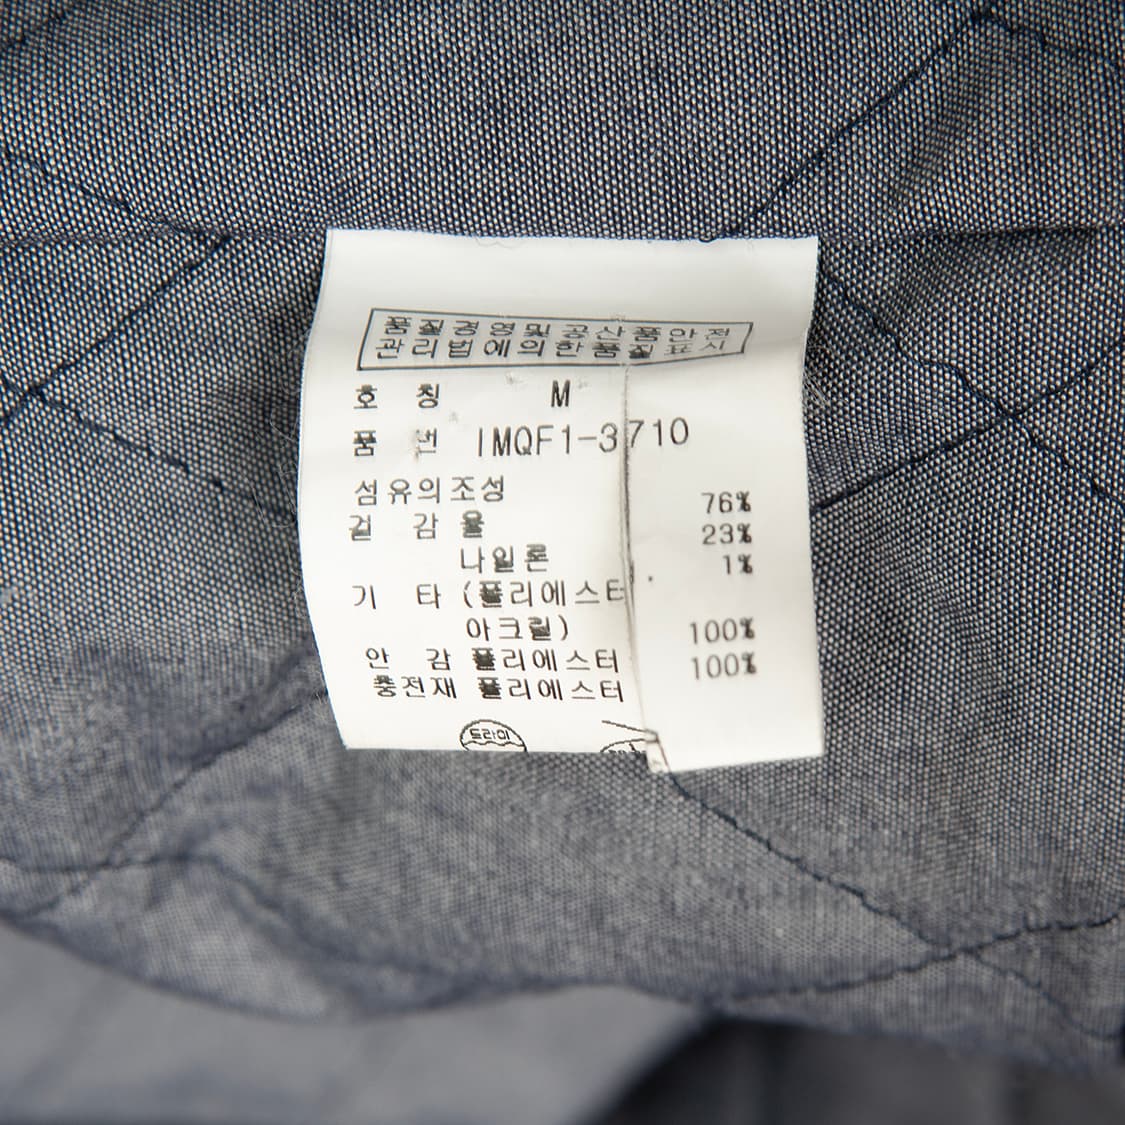 품질경영및공산품안전
관리법에의한품질표시
호 칭 M
품 번 IMQF1-3710
섬유의조성
겉 감 울 76%
나일론 23%
기 타 (폴리에스터 1%
아크릴)
안 감 폴리에스터 100%
충전재 폴리에스터 100%
드라이